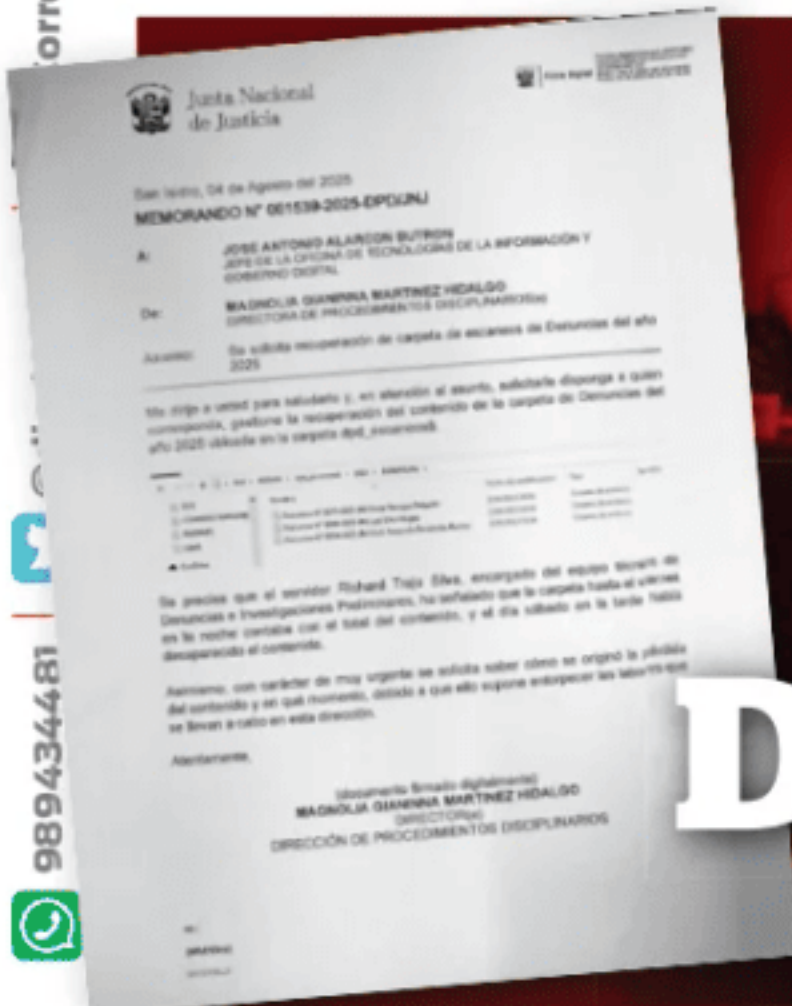 Junta Nacional
de Justicia
Firma Digital
San Isidro, 04 de Agosto del 2025
MEMORANDO N° 001539-2025-DPD/JNJ
A: JOSE ANTONIO ALARCON BUTRON
JEFE DE LA OFICINA DE TECNOLOGÍAS DE LA INFORMACIÓN Y
GOBIERNO DIGITAL
De: MAGNOLIA GIANINNA MARTINEZ HIDALGO
DIRECTORA DE PROCEDIMIENTOS DISCIPLINARIOS(e)
Asunto: Se solicita recuperación de carpeta de escaneos de Denuncias del año
2025
Me dirijo a usted para saludarlo y, en atención al asunto, solicitarle disponga a quien
corresponda, gestione la recuperación del contenido de la carpeta de Denuncias del
año 2025 ubicada en la carpeta
Se precisa que el servidor Richard Trejo Silva, encargado del equipo técnico de
Denuncias e Investigaciones Preliminares, ha señalado que la carpeta hasta el viernes
en la noche contaba con el total del contenido, y el día sábado en la tarde había
desaparecido el contenido.
Asimismo, con carácter de muy urgente se solicita saber cómo se originó la pérdida
del contenido y en qué momento, debido a que ello supone entorpecer las labores que
se llevan a cabo en esta dirección.
Atentamente,
(documento firmado digitalmente)
MAGNOLIA GIANINNA MARTINEZ HIDALGO
DIRECTOR(e)
DIRECCIÓN DE PROCEDIMIENTOS DISCIPLINARIOS
989434481
D